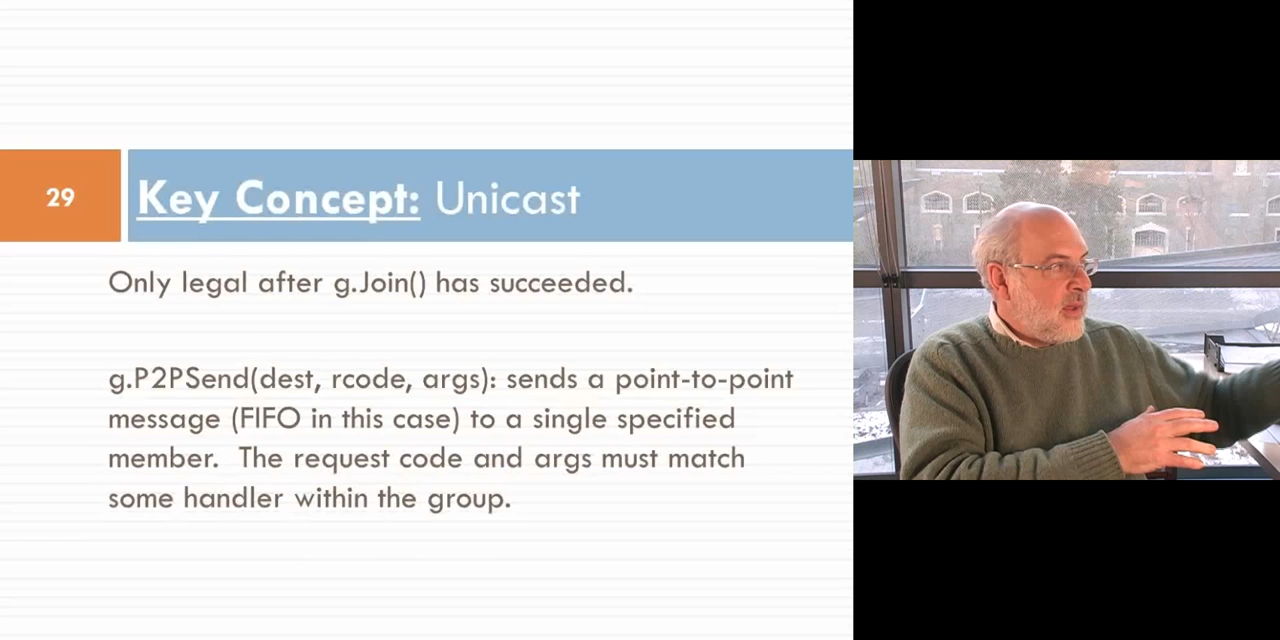 29
Key Concept: Unicast
Only legal after g.Join() has succeeded.
g.P2PSend(dest, rcode, args): sends a point-to-point
message (FIFO in this case) to a single specified
member.  The request code and args must match
some handler within the group.